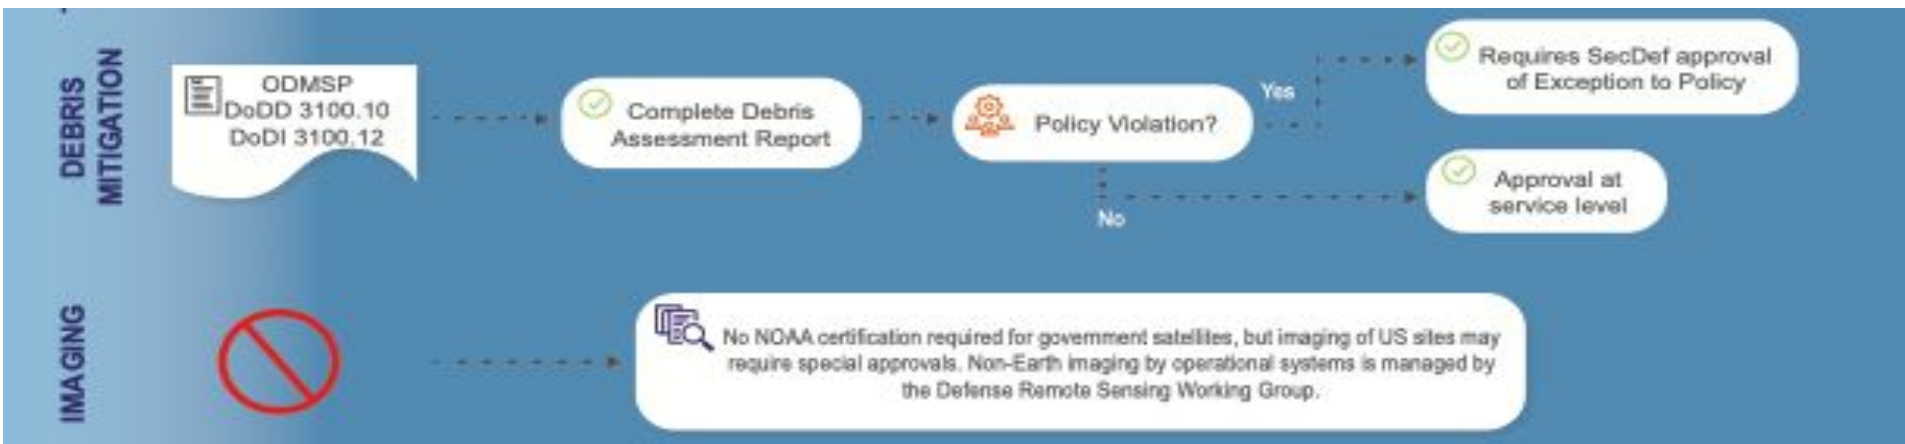 DEBRIS
MITIGATION
ODMSP
DoDD 3100.10
DoDI 3100.12
Complete Debris
Assessment Report
Policy Violation?
Yes
Requires SecDef approval
of Exception to Policy
No
Approval at
service level
IMAGING
No NOAA certification required for government satellites, but imaging of US sites may
require special approvals. Non-Earth imaging by operational systems is managed by
the Defense Remote Sensing Working Group.